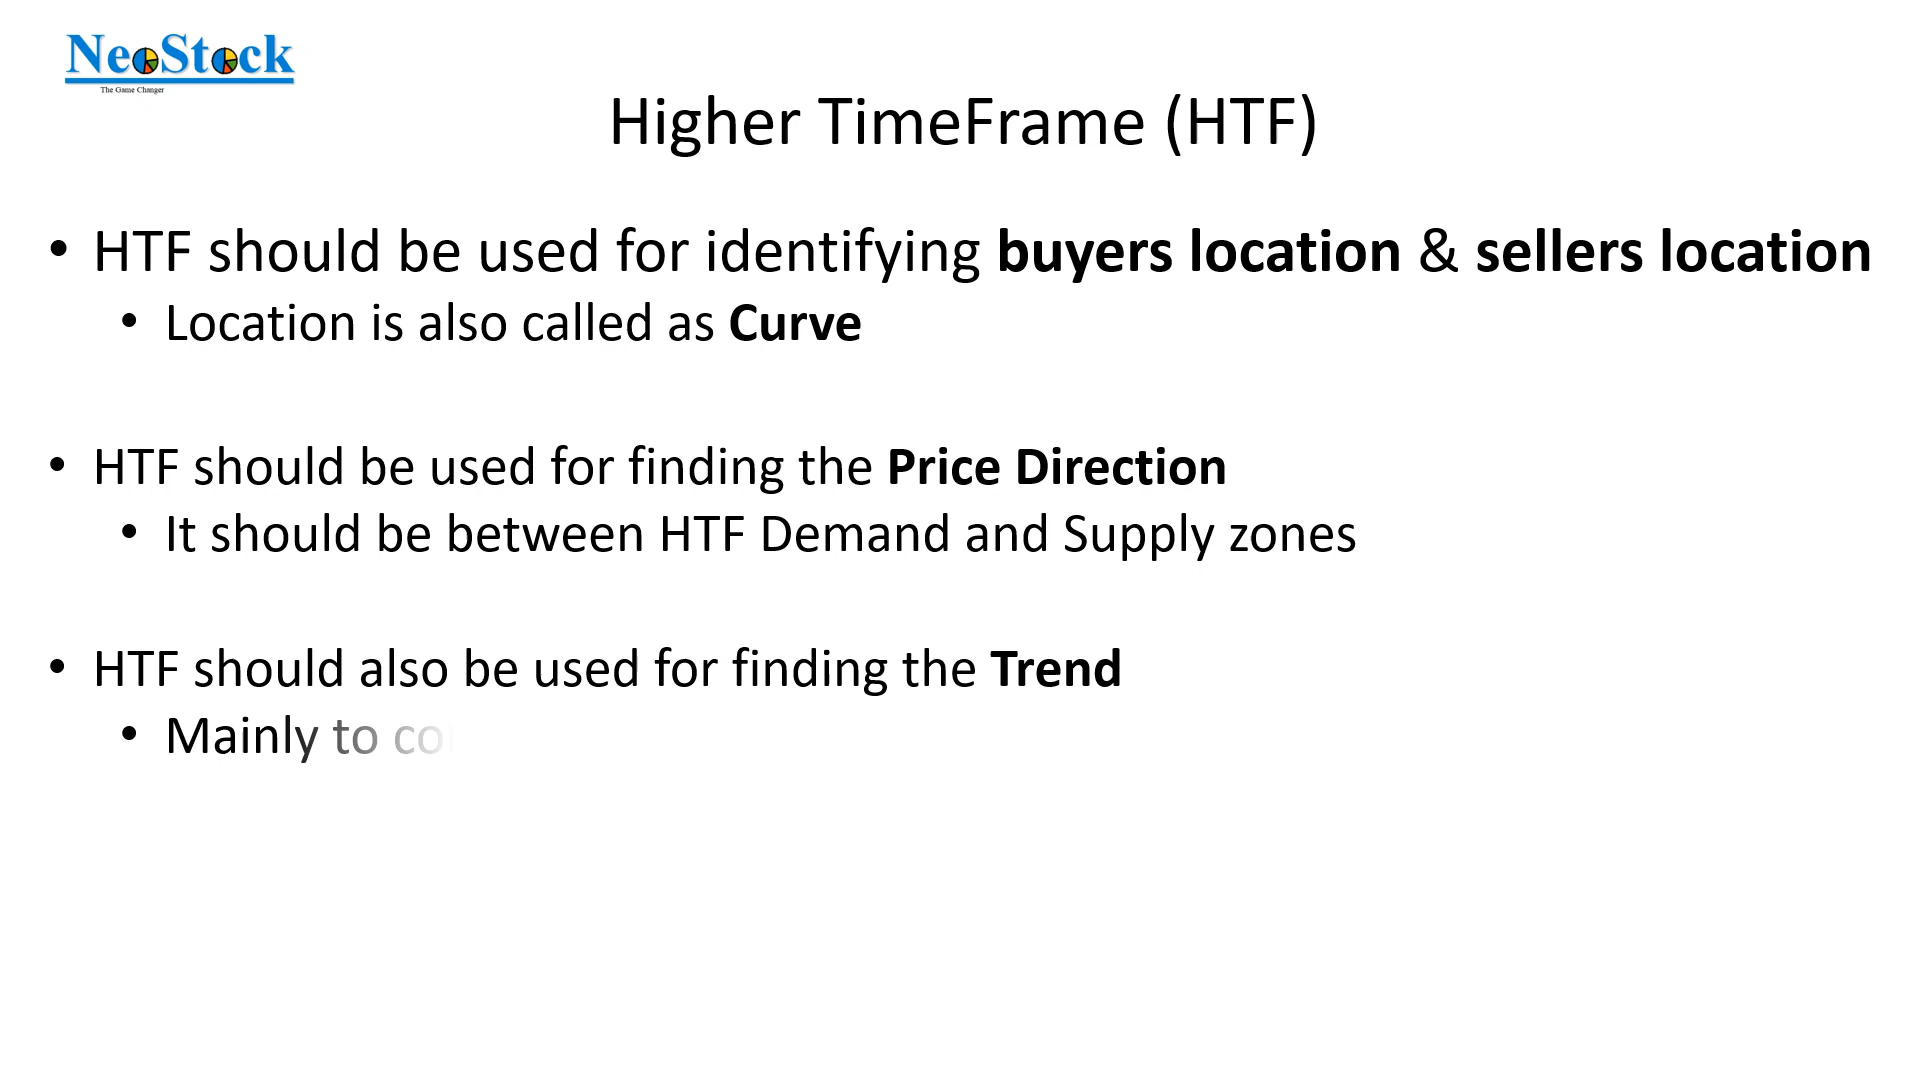 NeoStock
The Game Changer
Higher TimeFrame (HTF)
• HTF should be used for identifying buyers location & sellers location
• Location is also called as Curve
• HTF should be used for finding the Price Direction
• It should be between HTF Demand and Supply zones
• HTF should also be used for finding the Trend
• Mainly to